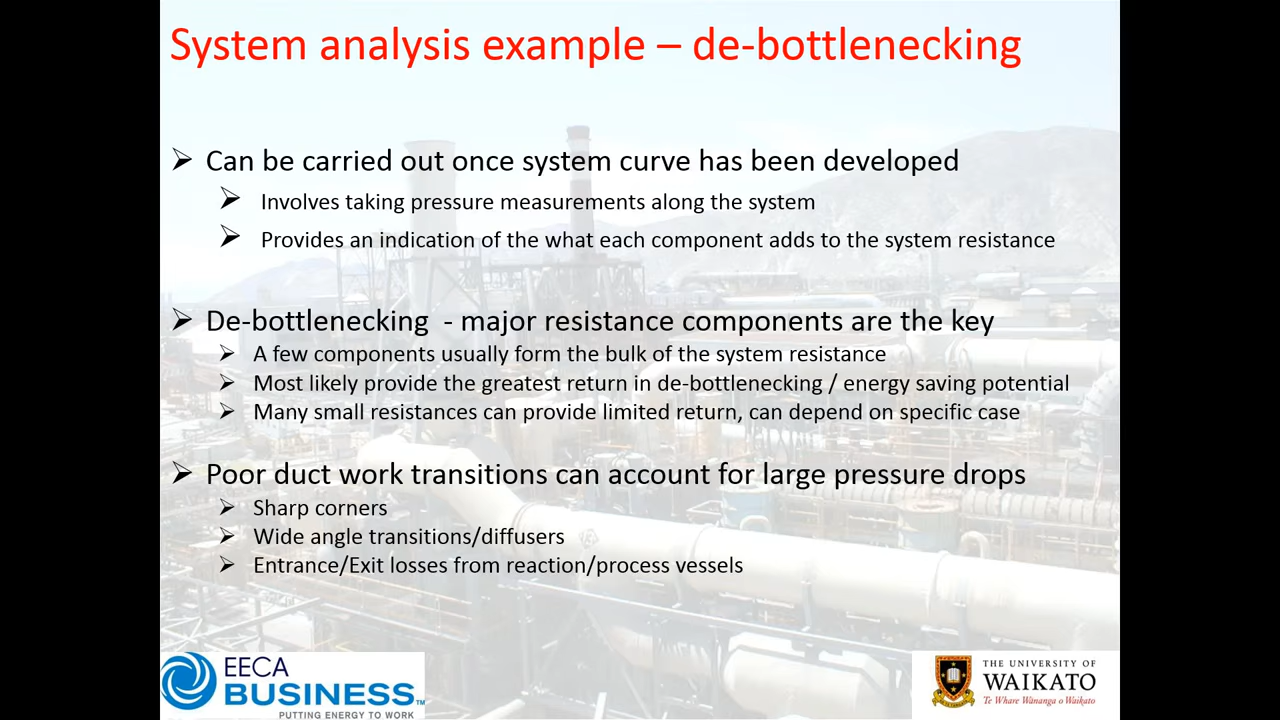 System analysis example – de-bottlenecking
➢ Can be carried out once system curve has been developed
➢ Involves taking pressure measurements along the system
➢ Provides an indication of the what each component adds to the system resistance
➢ De-bottlenecking - major resistance components are the key
➢ A few components usually form the bulk of the system resistance
➢ Most likely provide the greatest return in de-bottlenecking / energy saving potential
➢ Many small resistances can provide limited return, can depend on specific case
➢ Poor duct work transitions can account for large pressure drops
➢ Sharp corners
➢ Wide angle transitions/diffusers
➢ Entrance/Exit losses from reaction/process vessels
EECA
BUSINESS™
PUTTING ENERGY TO WORK
THE UNIVERSITY OF
WAIKATO
Te Whare Wānanga o Waikato